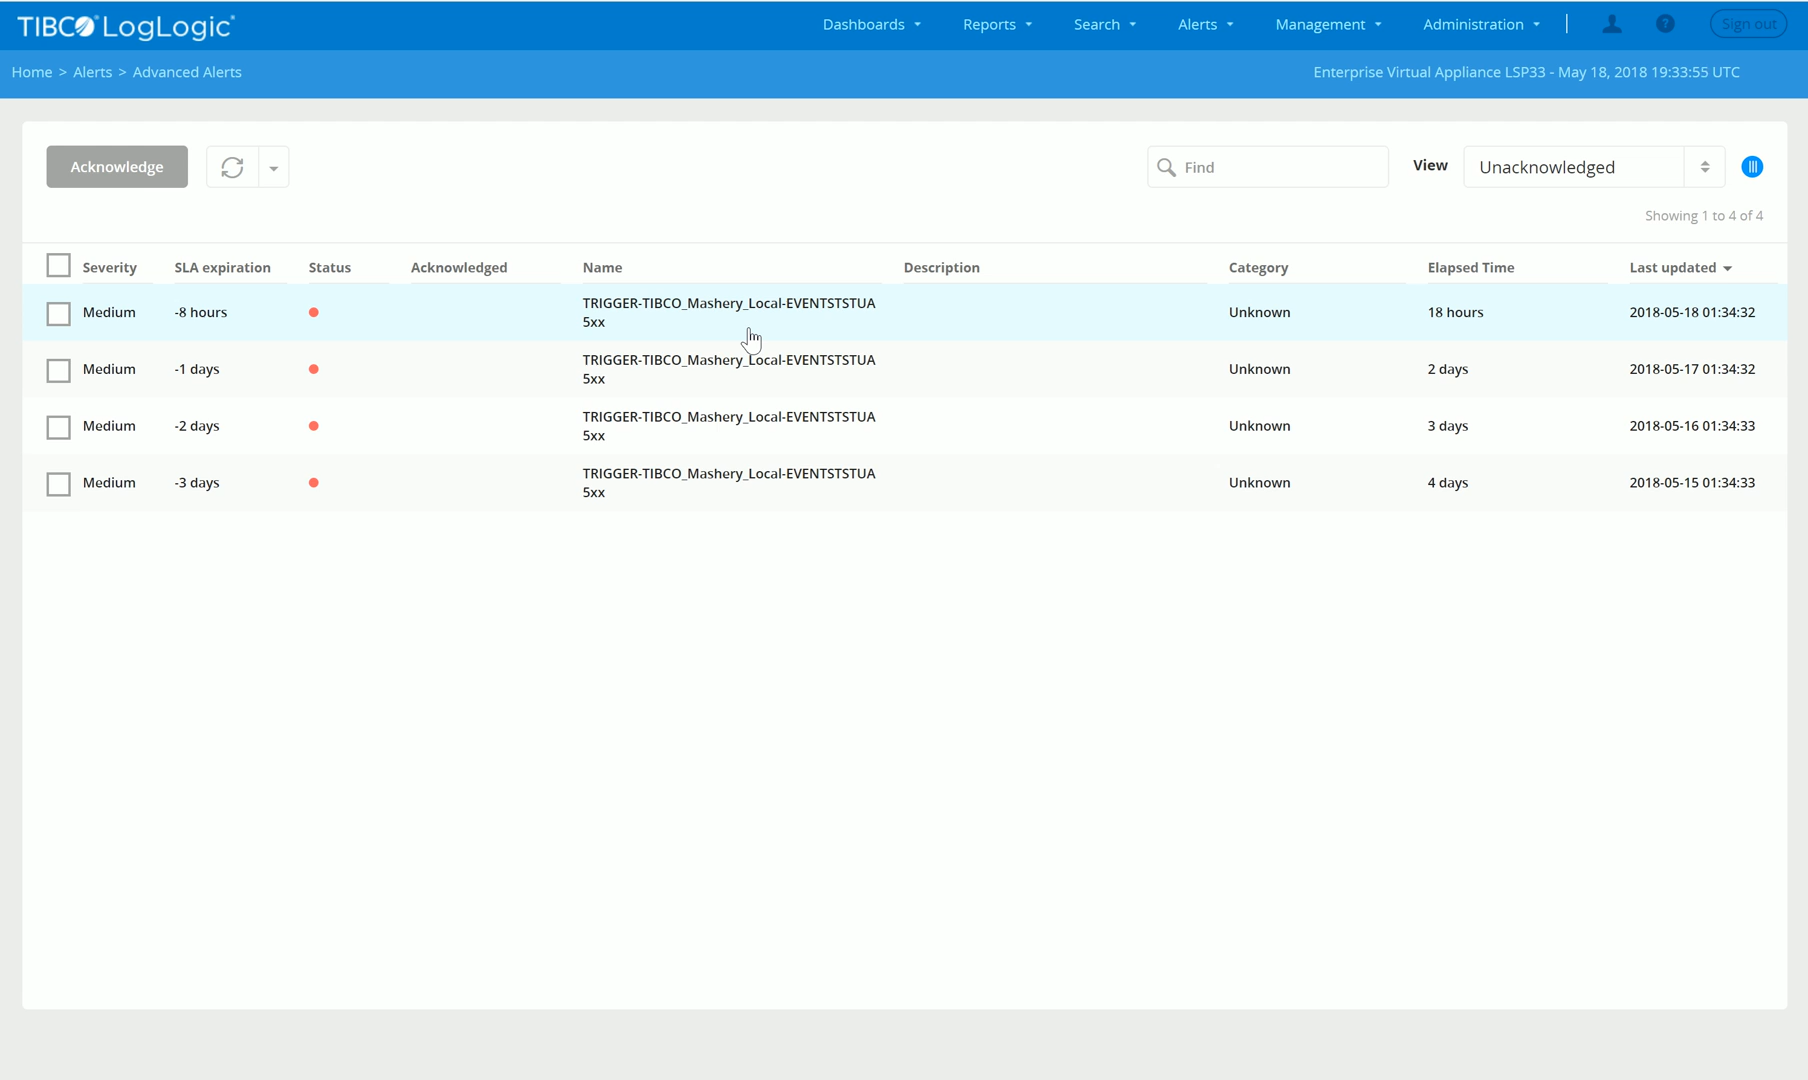 TIBCO LogLogic
Dashboards Reports Search Alerts Management Administration Sign out
Home > Alerts > Advanced Alerts Enterprise Virtual Appliance LSP33 - May 18, 2018 19:33:55 UTC
Acknowledge Find View Unacknowledged
Showing 1 to 4 of 4
Severity SLA expiration Status Acknowledged Name Description Category Elapsed Time Last updated
Medium -8 hours TRIGGER-TIBCO_Mashery_Local-EVENTSTSTUA Unknown 18 hours 2018-05-18 01:34:32
5xx
Medium -1 days TRIGGER-TIBCO_Mashery_Local-EVENTSTSTUA Unknown 2 days 2018-05-17 01:34:32
5xx
Medium -2 days TRIGGER-TIBCO_Mashery_Local-EVENTSTSTUA Unknown 3 days 2018-05-16 01:34:33
5xx
Medium -3 days TRIGGER-TIBCO_Mashery_Local-EVENTSTSTUA Unknown 4 days 2018-05-15 01:34:33
5xx